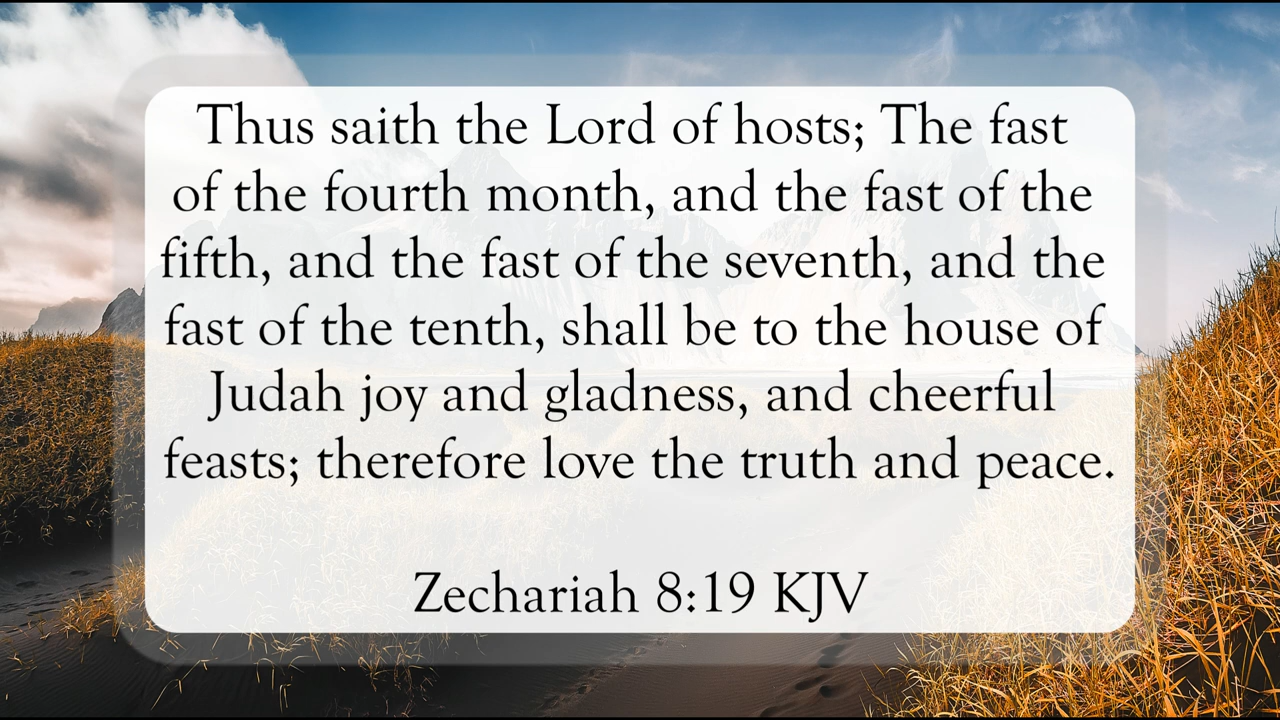 Thus saith the Lord of hosts; The fast
of the fourth month, and the fast of the
fifth, and the fast of the seventh, and the
fast of the tenth, shall be to the house of
Judah joy and gladness, and cheerful
feasts; therefore love the truth and peace.
Zechariah 8:19 KJV